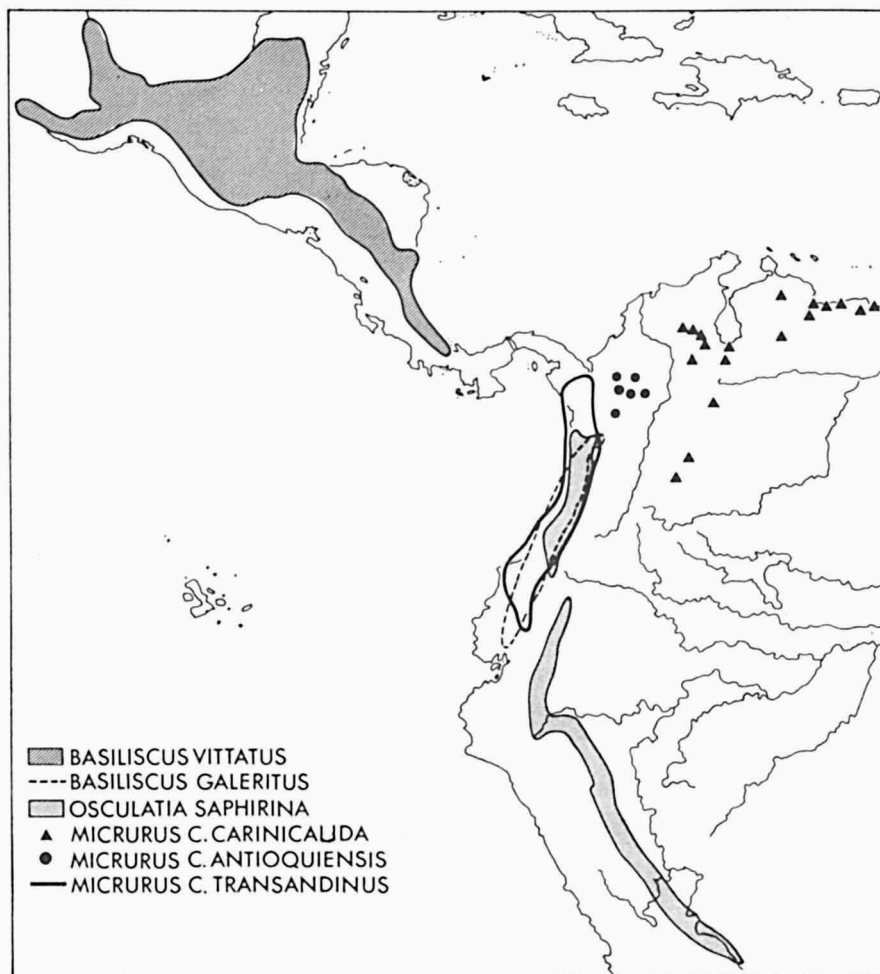 BASILISCUS VITTATUS
BASILISCUS GALERITUS
OSCULATIA SAPHIRINA
MICRURUS C. CARINICAUDA
MICRURUS C. ANTIOQUIENSIS
MICRURUS C. TRANSANDINUS